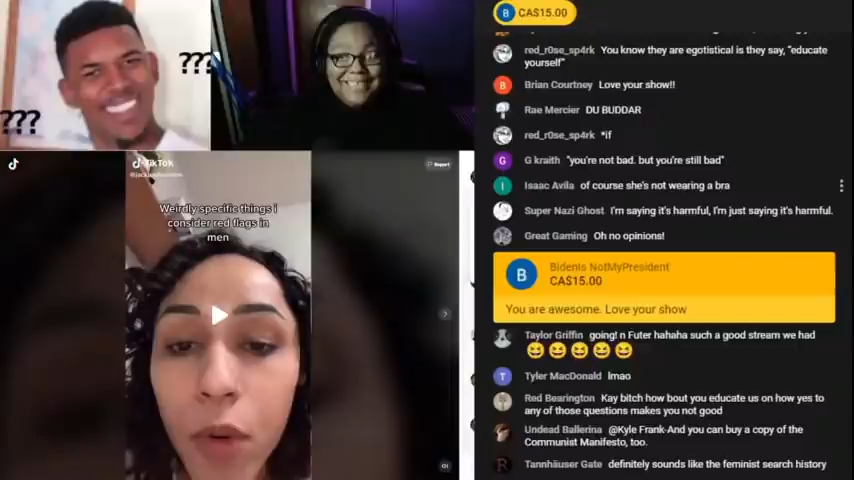 ???
???
TikTok
Weirdly specific things i
consider red flags in
men
B CA$15.00
red_r0se_sp4rk You know they are egotistical is they say, "educate
yourself"
Brian Courtney Love your show!!
Rae Mercier DU BUDDAR
red_r0se_sp4rk *if
G kraith "you're not bad. but you're still bad"
Isaac Avila of course she's not wearing a bra
Super Nazi Ghost I'm saying it's harmful, I'm just saying it's harmful.
Great Gaming Oh no opinions!
B BidenIs NotMyPresident
CA$15.00
You are awesome. Love your show
Taylor Griffin going! n Futer hahaha such a good stream we had
Tyler MacDonald lmao
Red Bearington Kay bitch how bout you educate us on how yes to
any of those questions makes you not good
Undead Ballerina @Kyle Frank-And you can buy a copy of the
Communist Manifesto, too.
Tannhäuser Gate definitely sounds like the feminist search history